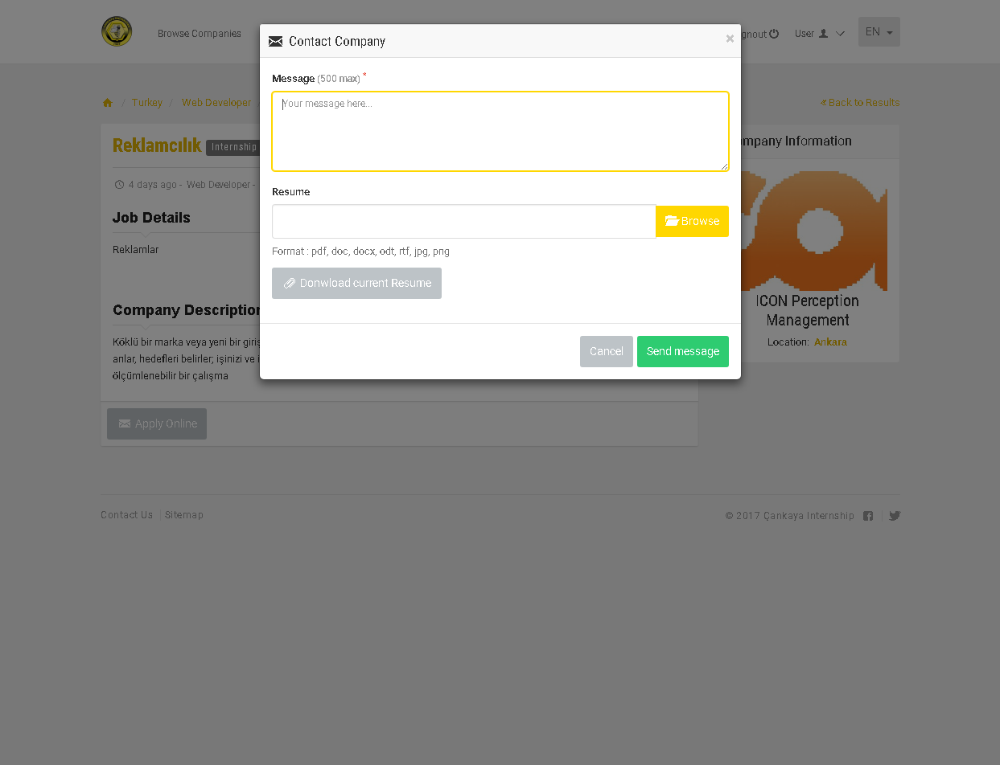 Browse Companies
gnout
User
EN
Contact Company
×
Message (500 max) *
Your message here...
Resume
Browse
Format : pdf, doc, docx, odt, rtf, jpg, png
Donwload current Resume
Cancel
Send message
/ Turkey / Web Developer
« Back to Results
Reklamcılık Internship
4 days ago - Web Developer -
Job Details
Reklamlar
Company Description
Köklü bir marka veya yeni bir giriş
anlar, hedefleri belirler; işinizi ve i
ölçümlenebilir bir çalışma
Apply Online
ompany Information
ICON Perception
Management
Location: Ankara
Contact Us | Sitemap
© 2017 Çankaya Internship